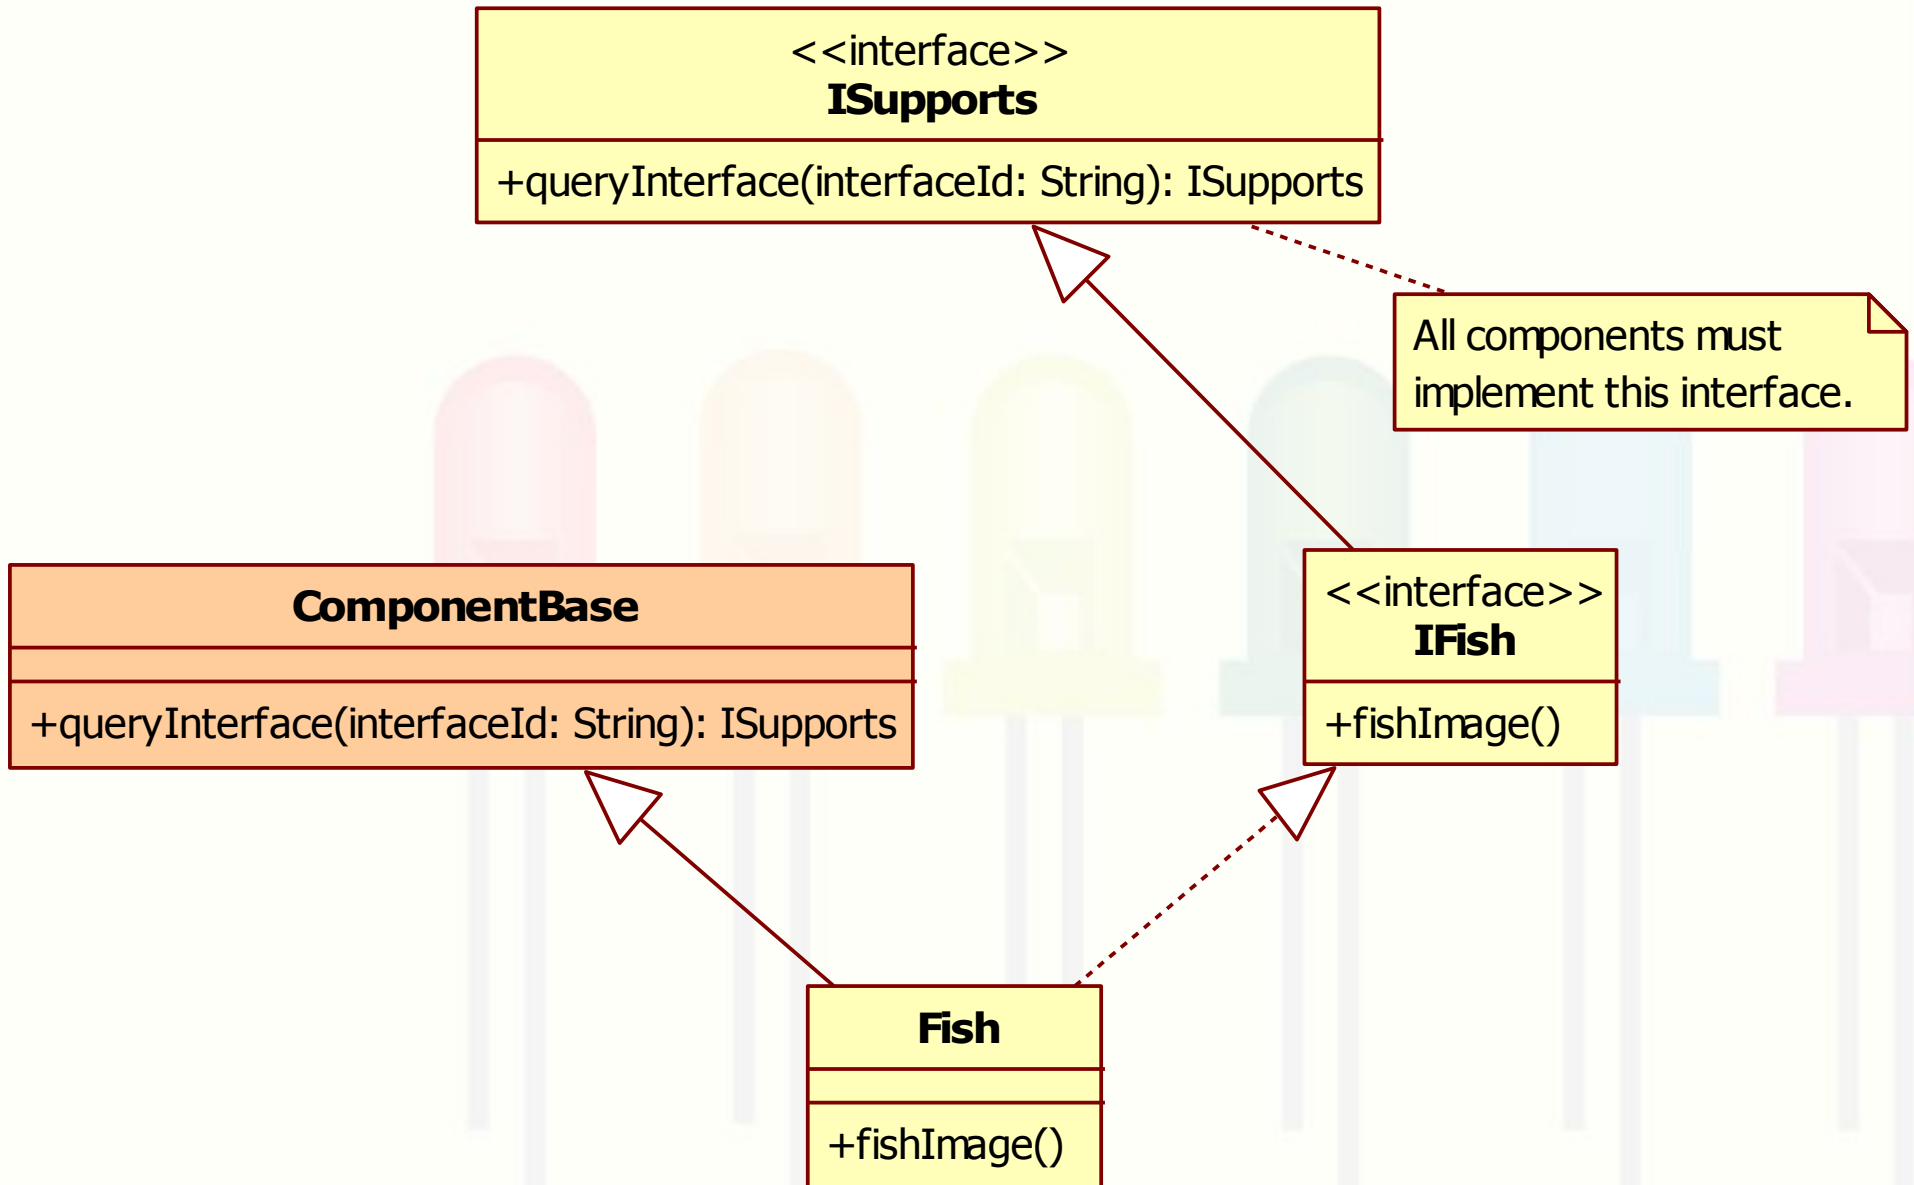 <<interface>>
ISupports
+queryInterface(interfaceId: String): ISupports
All components must
implement this interface.
ComponentBase
+queryInterface(interfaceId: String): ISupports
<<interface>>
IFish
+fishImage()
Fish
+fishImage()